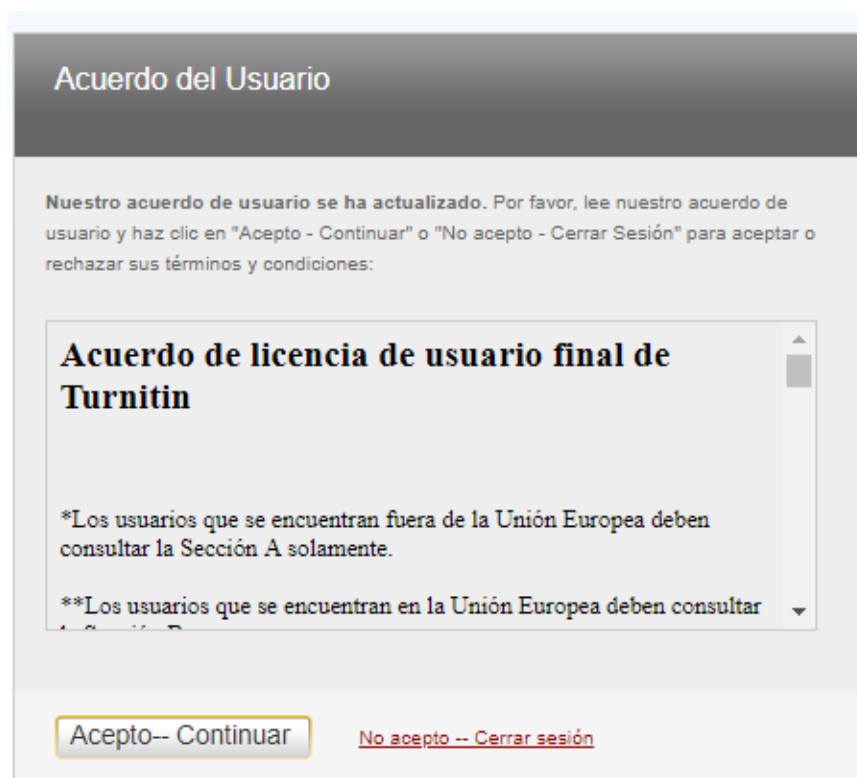 Acuerdo del Usuario
Nuestro acuerdo de usuario se ha actualizado. Por favor, lee nuestro acuerdo de
usuario y haz clic en "Acepto - Continuar" o "No acepto - Cerrar Sesión" para aceptar o
rechazar sus términos y condiciones:
Acuerdo de licencia de usuario final de
Turnitin
*Los usuarios que se encuentran fuera de la Unión Europea deben
consultar la Sección A solamente.
**Los usuarios que se encuentran en la Unión Europea deben consultar
Acepto-- Continuar
No acepto -- Cerrar sesión